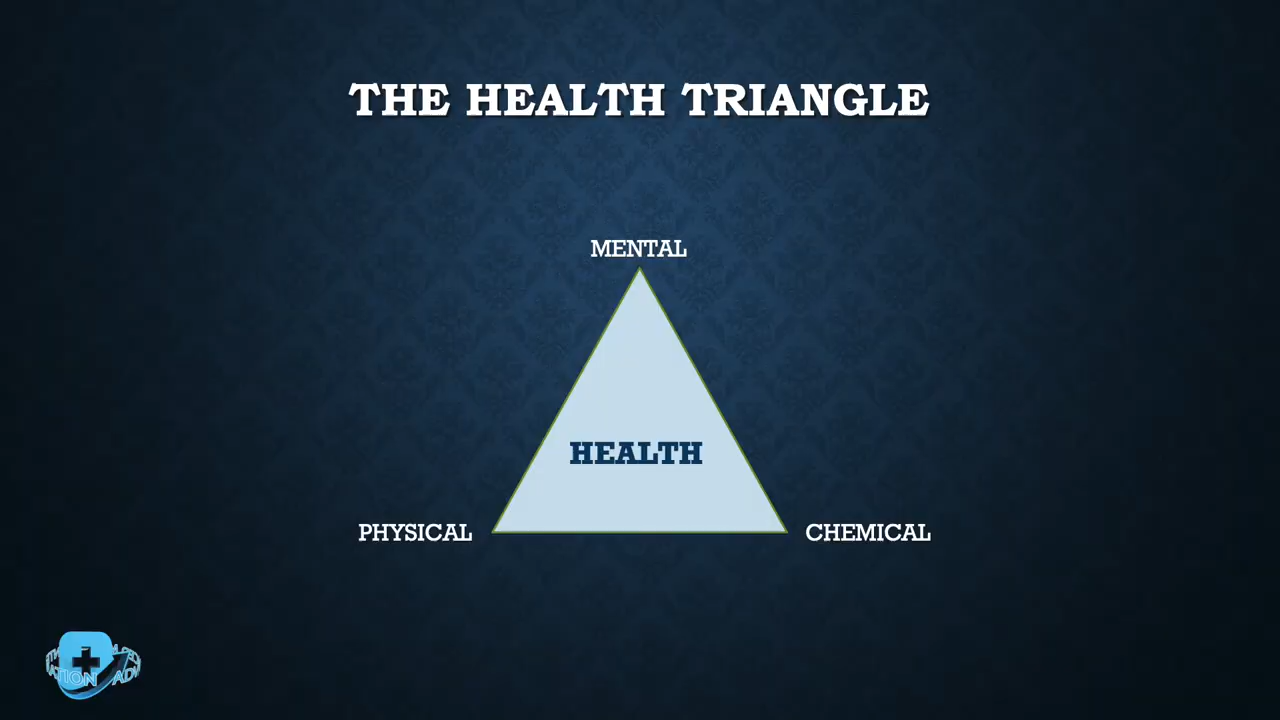 THE HEALTH TRIANGLE
MENTAL
HEALTH
PHYSICAL
CHEMICAL